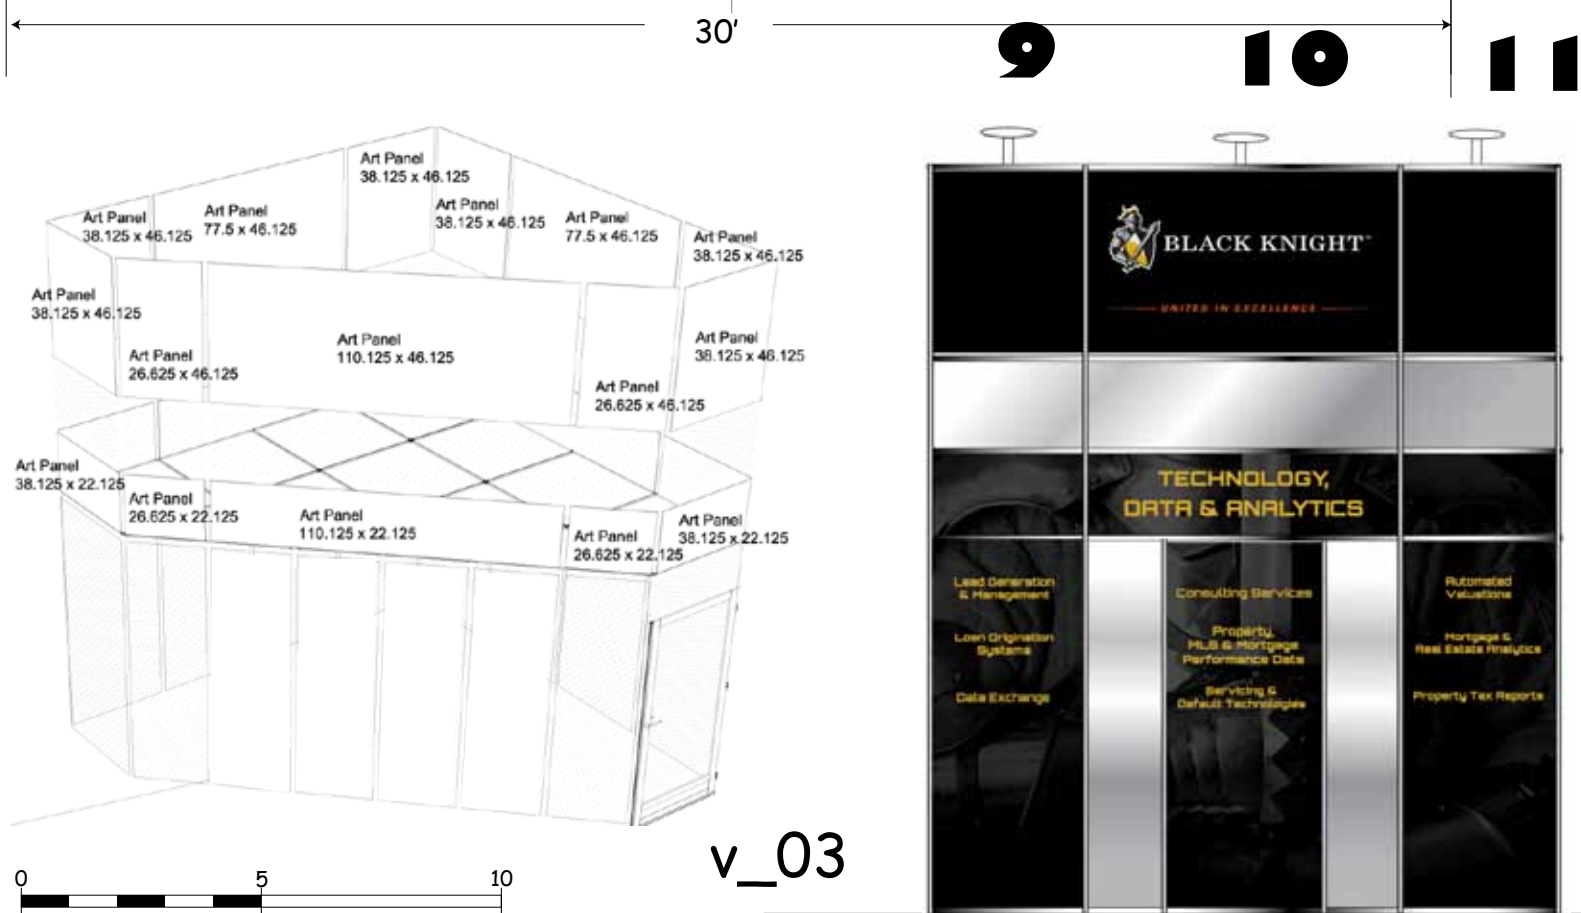 30'
9
10
11
Art Panel
38.125 x 46.125
Art Panel
38.125 x 46.125
Art Panel
77.5 x 46.125
Art Panel
38.125 x 46.125
Art Panel
77.5 x 46.125
Art Panel
38.125 x 46.125
Art Panel
38.125 x 46.125
Art Panel
26.625 x 46.125
Art Panel
110.125 x 46.125
Art Panel
38.125 x 46.125
Art Panel
26.625 x 46.125
Art Panel
38.125 x 22.125
Art Panel
26.625 x 22.125
Art Panel
110.125 x 22.125
Art Panel
26.625 x 22.125
Art Panel
38.125 x 22.125
v_03
0 5 10
BLACK KNIGHT
UNITED IN EXCELLENCE
TECHNOLOGY,
DATA & ANALYTICS
Lead Generation
& Management
Loan Origination
Systems
Data Exchange
Consulting Services
Property,
MLS & Mortgage
Performance Data
Servicing &
Default Technologies
Automated
Valuations
Mortgage &
Real Estate Analytics
Property Tax Reports